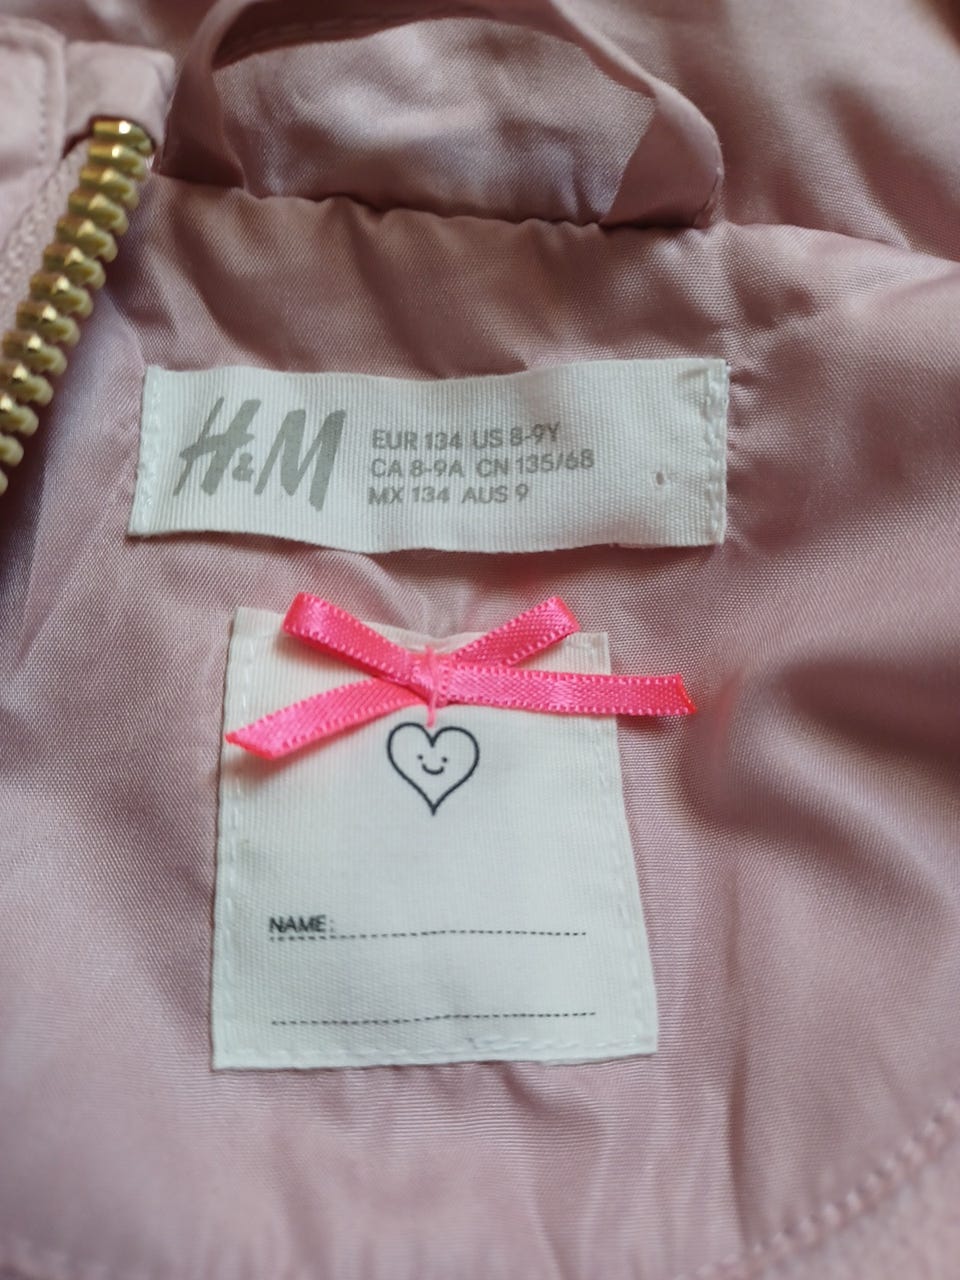 H&M
EUR 134 US 8-9Y
CA 8-9A CN 135/68
MX 134 AUS 9
NAME: